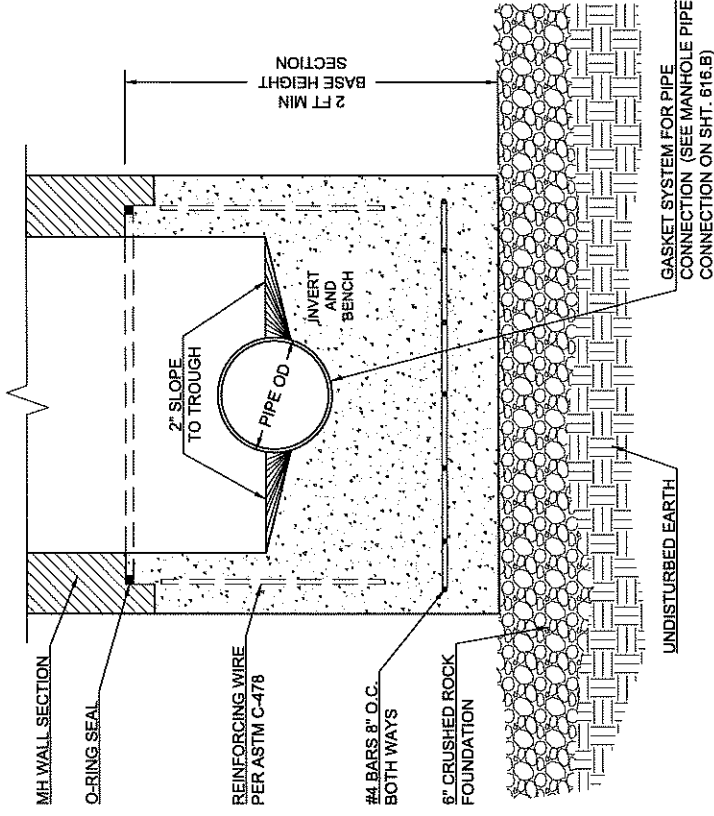 MH WALL SECTION
O-RING SEAL
REINFORCING WIRE
PER ASTM C-478
#4 BARS 8" O.C.
BOTH WAYS
6" CRUSHED ROCK
FOUNDATION
2" SLOPE
TO TROUGH
PIPE OD
INVERT
AND
BENCH
2 FT MIN
BASE HEIGHT
SECTION
UNDISTURBED EARTH
GASKET SYSTEM FOR PIPE
CONNECTION (SEE MANHOLE PIPE
CONNECTION ON SHT. 616.B)